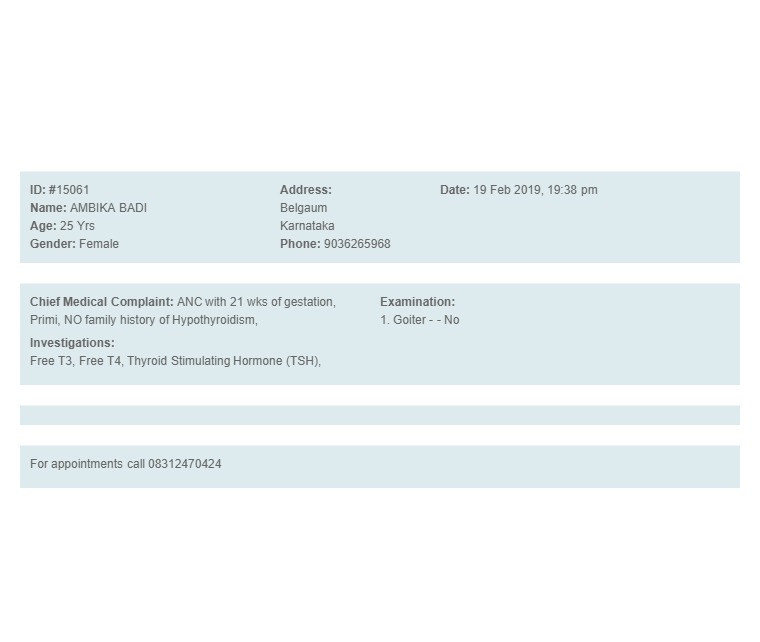 ID: #15061
Name: AMBIKA BADI
Age: 25 Yrs
Gender: Female
Address:
Belgaum
Karnataka
Phone: 9036265968
Date: 19 Feb 2019, 19:38 pm
Chief Medical Complaint: ANC with 21 wks of gestation,
Primi, NO family history of Hypothyroidism,
Investigations:
Free T3, Free T4, Thyroid Stimulating Hormone (TSH),
Examination:
1. Goiter - - No
For appointments call 08312470424